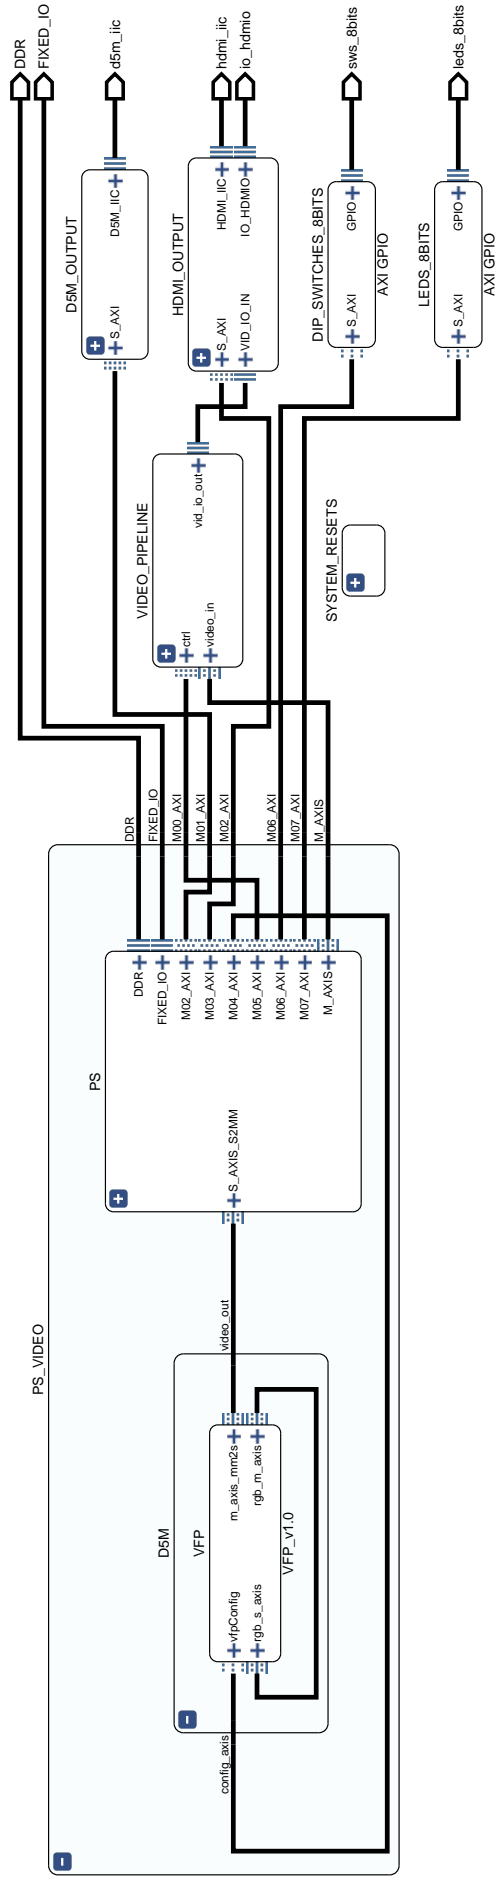 PS_VIDEO
D5M
VFP
vfpConfig
rgb_s_axis
m_axis_mm2s
rgb_m_axis
VFP_v1.0
config_axis
video_out
PS
S_AXIS_S2MM
DDR
FIXED_IO
M02_AXI
M03_AXI
M04_AXI
M05_AXI
M06_AXI
M07_AXI
M_AXIS
DDR
FIXED_IO
M00_AXI
M01_AXI
M02_AXI
M06_AXI
M07_AXI
M_AXIS
VIDEO_PIPELINE
ctrl
video_in
vid_io_out
SYSTEM_RESETS
D5M_OUTPUT
S_AXI
D5M_IIC
HDMI_OUTPUT
S_AXI
VID_IO_IN
HDMI_IIC
IO_HDMIO
DIP_SWITCHES_8BITS
S_AXI
GPIO
AXI GPIO
LEDS_8BITS
S_AXI
GPIO
AXI GPIO
DDR
FIXED_IO
d5m_iic
hdmi_iic
io_hdmio
sws_8bits
leds_8bits